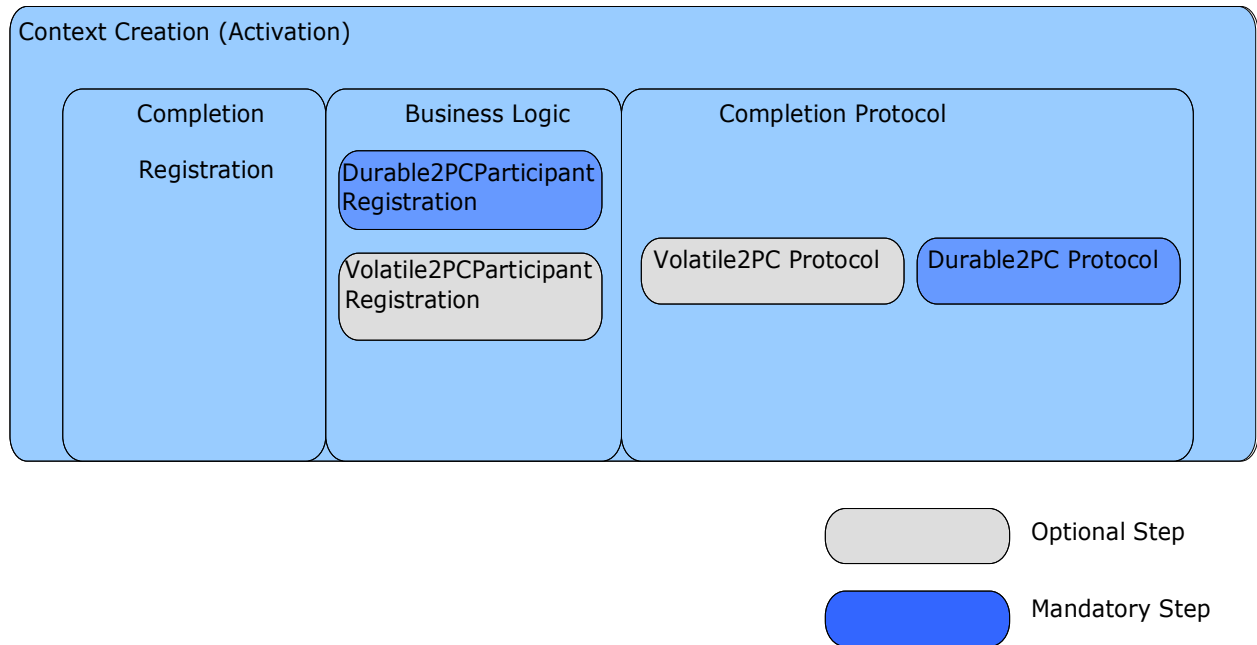 Context Creation (Activation)
Completion
Registration
Business Logic
Durable2PCParticipant
Registration
Volatile2PCParticipant
Registration
Completion Protocol
Volatile2PC Protocol
Durable2PC Protocol
Optional Step
Mandatory Step